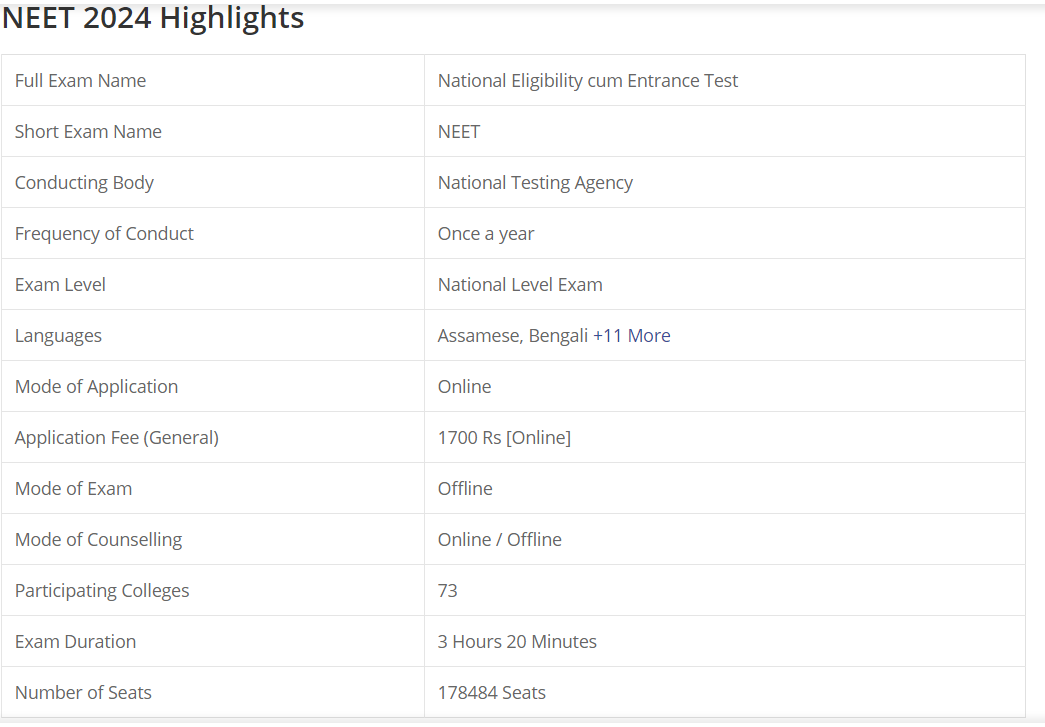 NEET 2024 Highlights
Full Exam Name National Eligibility cum Entrance Test
Short Exam Name NEET
Conducting Body National Testing Agency
Frequency of Conduct Once a year
Exam Level National Level Exam
Languages Assamese, Bengali +11 More
Mode of Application Online
Application Fee (General) 1700 Rs [Online]
Mode of Exam Offline
Mode of Counselling Online / Offline
Participating Colleges 73
Exam Duration 3 Hours 20 Minutes
Number of Seats 178484 Seats